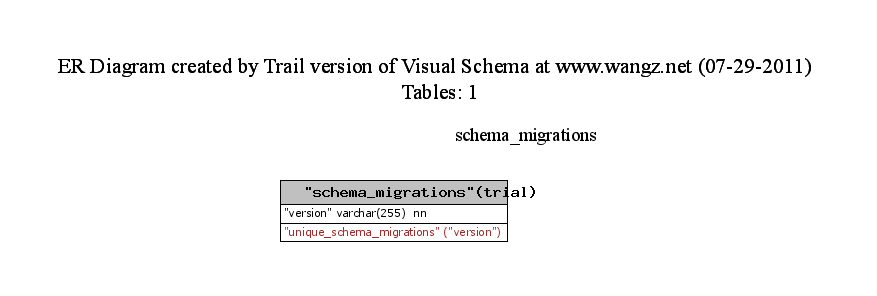 ER Diagram created by Trail version of Visual Schema at www.wangz.net (07-29-2011)
Tables: 1
schema_migrations
"schema_migrations"(trial)
"version" varchar(255) nn
"unique_schema_migrations" ("version")